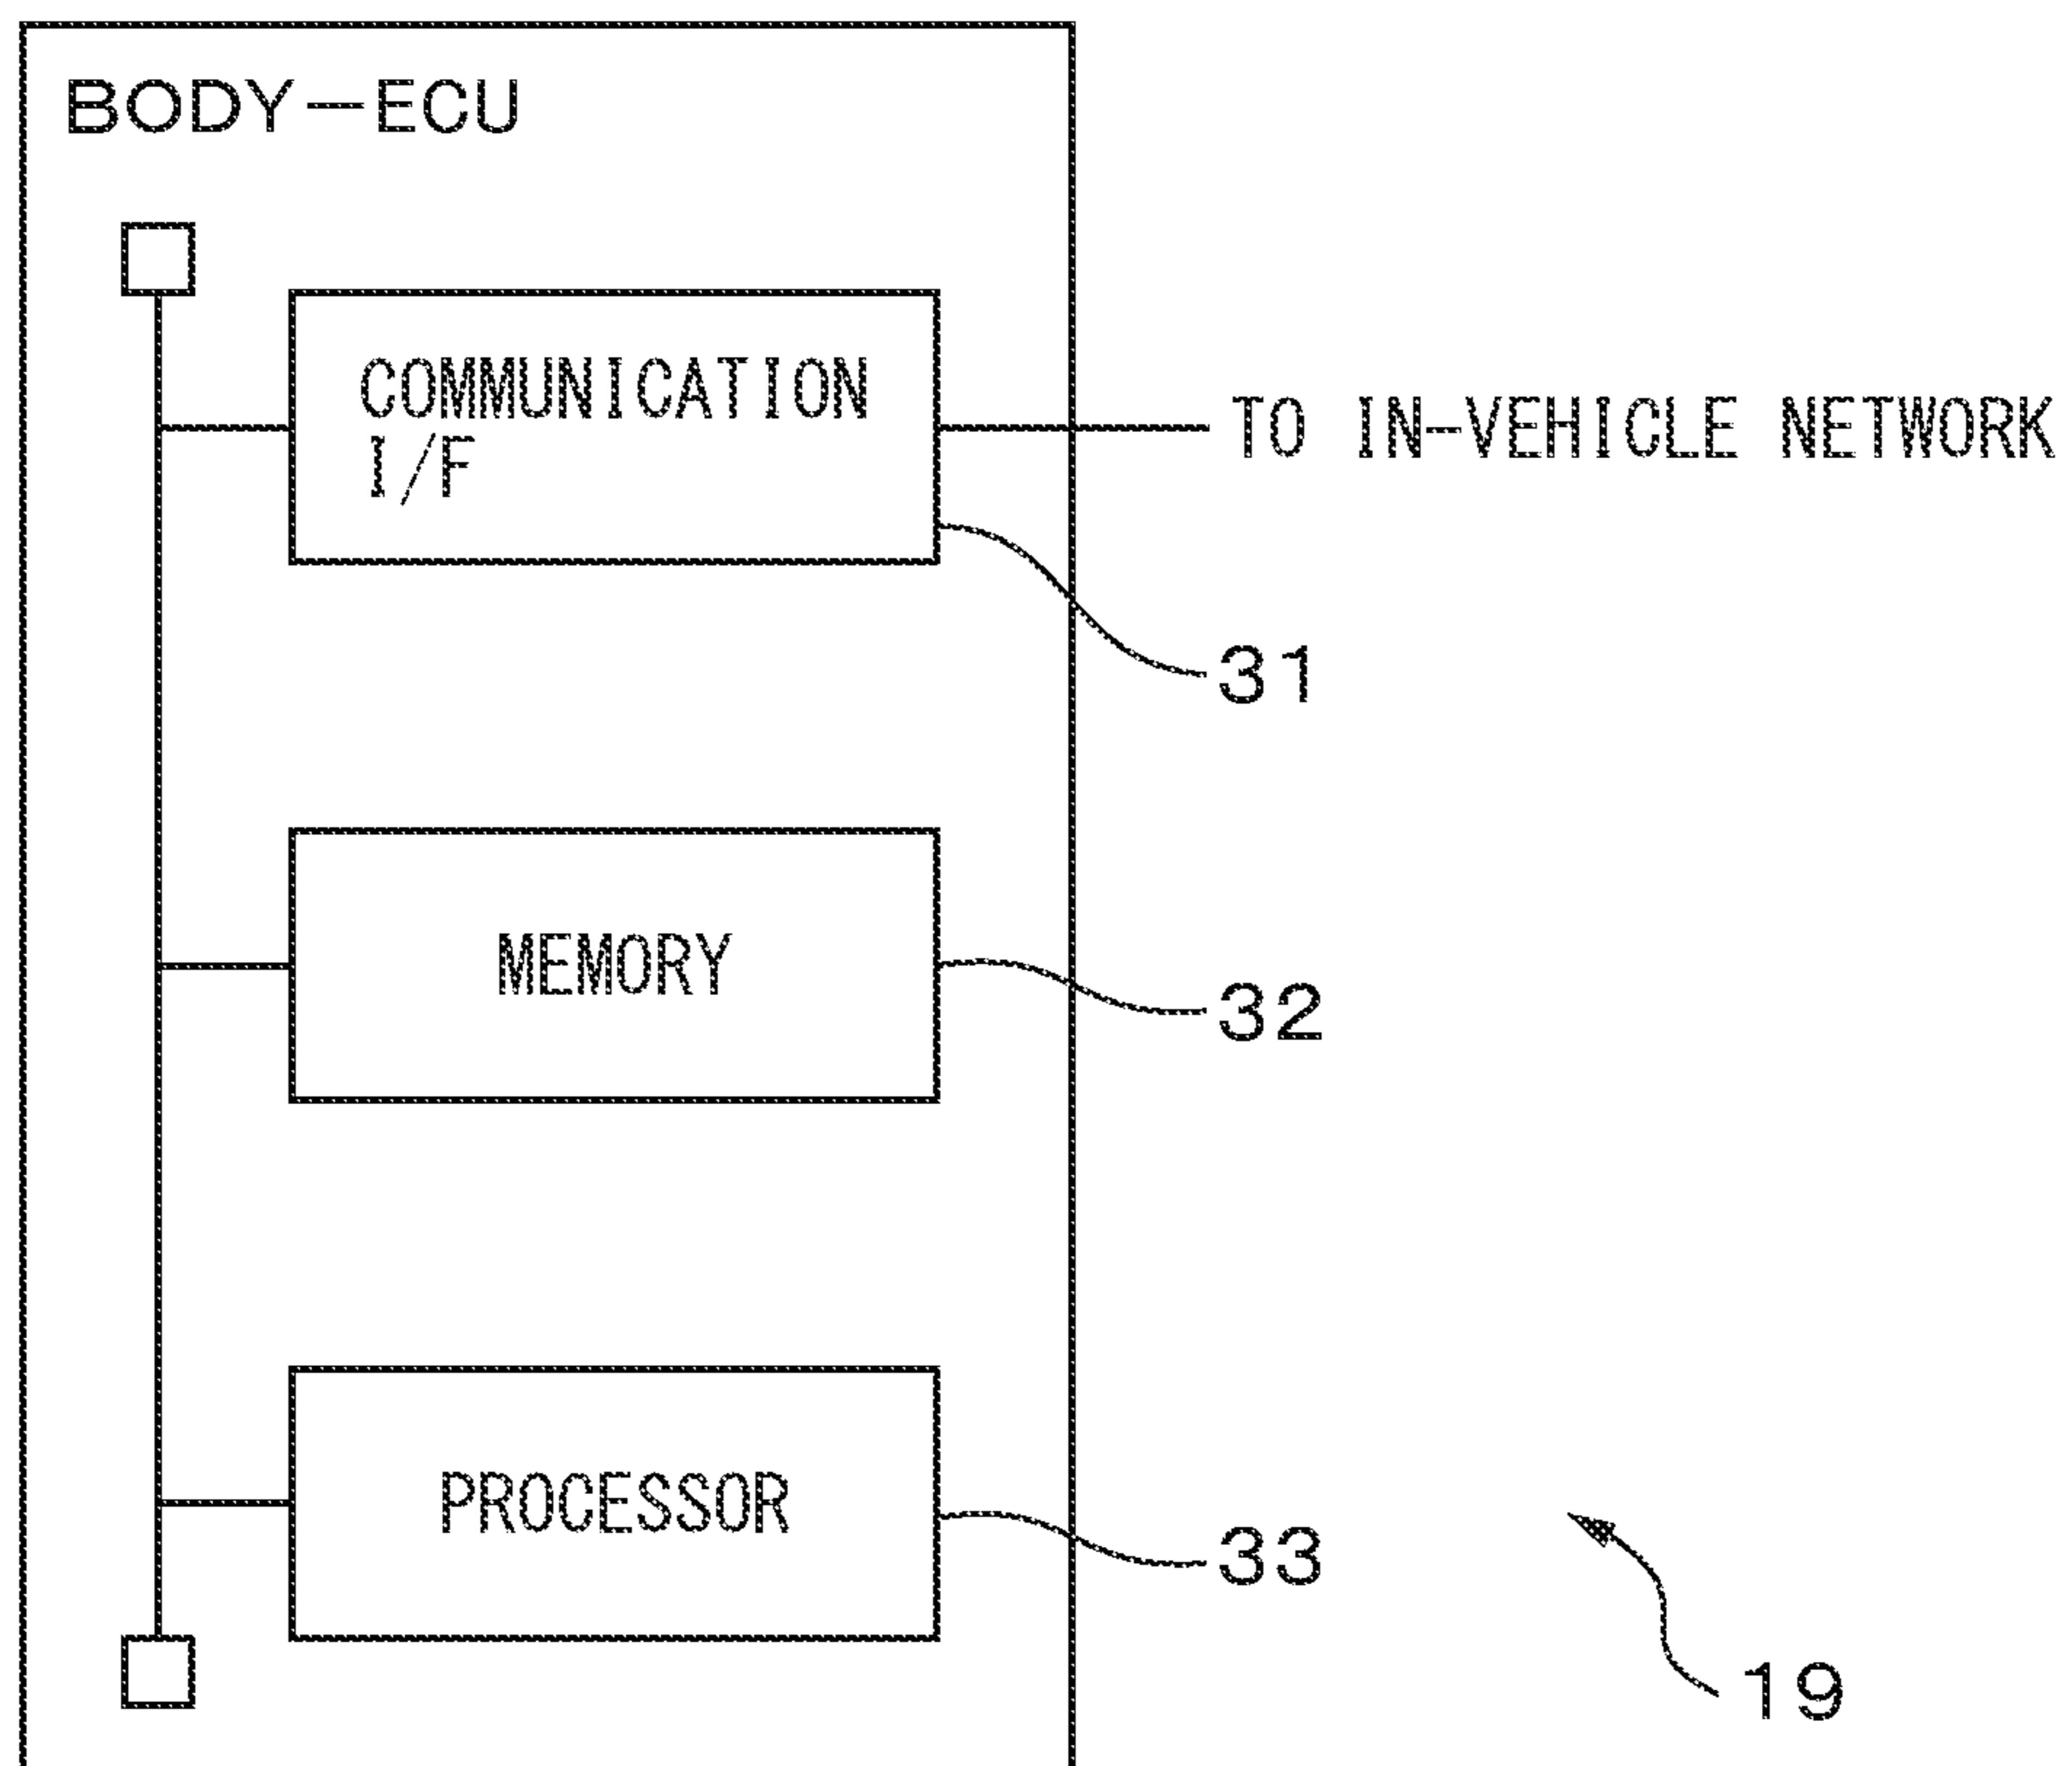 BODY-ECU
COMMUNICATION
I/F
TO IN-VEHICLE NETWORK
31
MEMORY
32
PROCESSOR
33
19